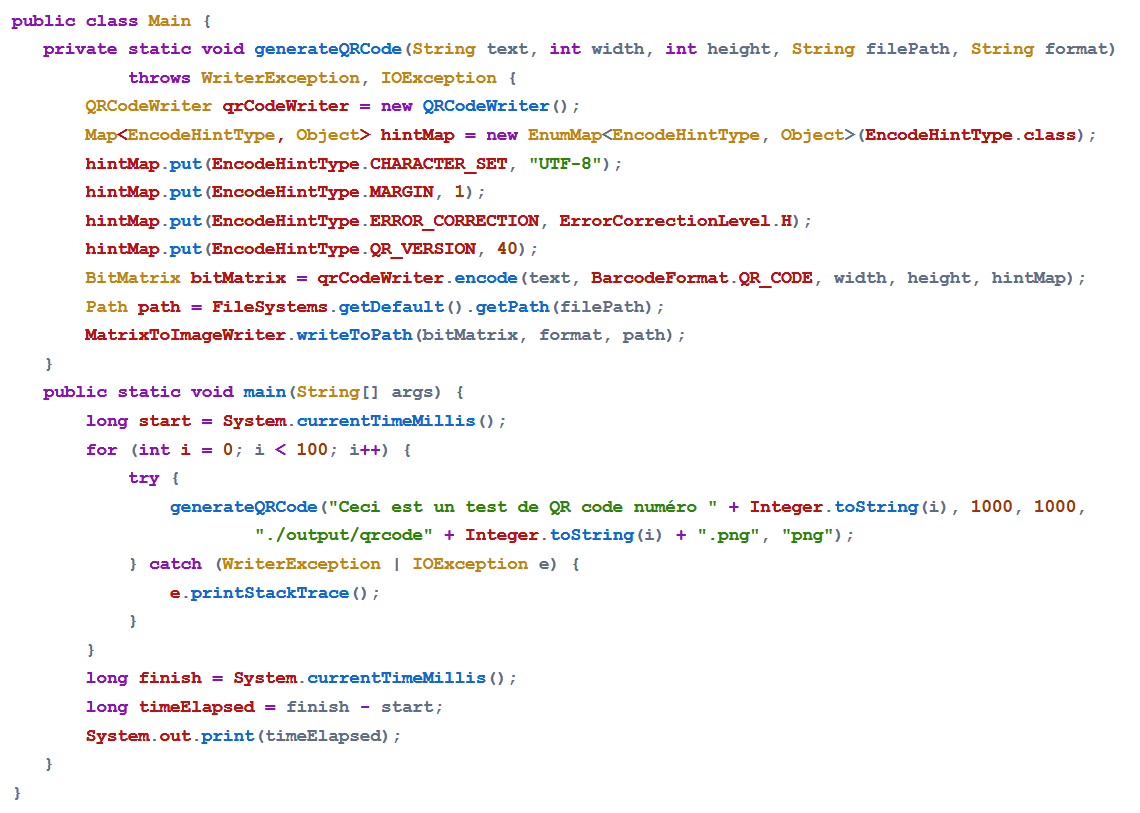 public class Main {
private static void generateQRCode(String text, int width, int height, String filePath, String format)
throws WriterException, IOException {
QRCodeWriter qrCodeWriter = new QRCodeWriter();
Map<EncodeHintType, Object> hintMap = new EnumMap<EncodeHintType, Object>(EncodeHintType.class);
hintMap.put(EncodeHintType.CHARACTER_SET, "UTF-8");
hintMap.put(EncodeHintType.MARGIN, 1);
hintMap.put(EncodeHintType.ERROR_CORRECTION, ErrorCorrectionLevel.H);
hintMap.put(EncodeHintType.QR_VERSION, 40);
BitMatrix bitMatrix = qrCodeWriter.encode(text, BarcodeFormat.QR_CODE, width, height, hintMap);
Path path = FileSystems.getDefault().getPath(filePath);
MatrixToImageWriter.writeToPath(bitMatrix, format, path);
}
public static void main(String[] args) {
long start = System.currentTimeMillis();
for (int i = 0; i < 100; i++) {
try {
generateQRCode("Ceci est un test de QR code numéro " + Integer.toString(i), 1000, 1000,
"./output/qrcode" + Integer.toString(i) + ".png", "png");
} catch (WriterException | IOException e) {
e.printStackTrace();
}
}
long finish = System.currentTimeMillis();
long timeElapsed = finish - start;
System.out.print(timeElapsed);
}
}